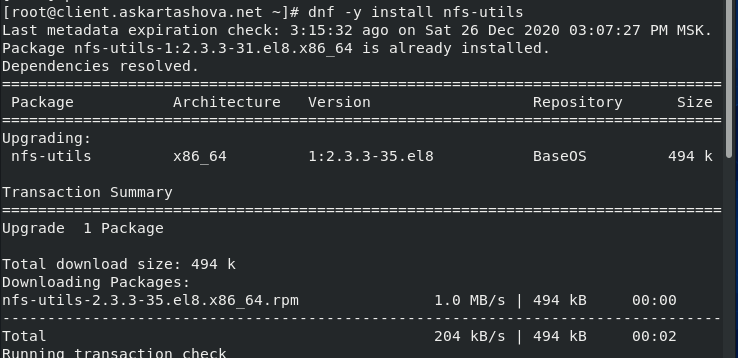 [root@client.askartashova.net ~]# dnf -y install nfs-utils
Last metadata expiration check: 3:15:32 ago on Sat 26 Dec 2020 03:07:27 PM MSK.
Package nfs-utils-1:2.3.3-31.el8.x86_64 is already installed.
Dependencies resolved.
================================================================================
 Package           Architecture   Version                  Repository      Size
================================================================================
Upgrading:
 nfs-utils         x86_64         1:2.3.3-35.el8           BaseOS         494 k

Transaction Summary
================================================================================
Upgrade  1 Package

Total download size: 494 k
Downloading Packages:
nfs-utils-2.3.3-35.el8.x86_64.rpm               1.0 MB/s | 494 kB     00:00
--------------------------------------------------------------------------------
Total                                           204 kB/s | 494 kB     00:02
Running transaction check